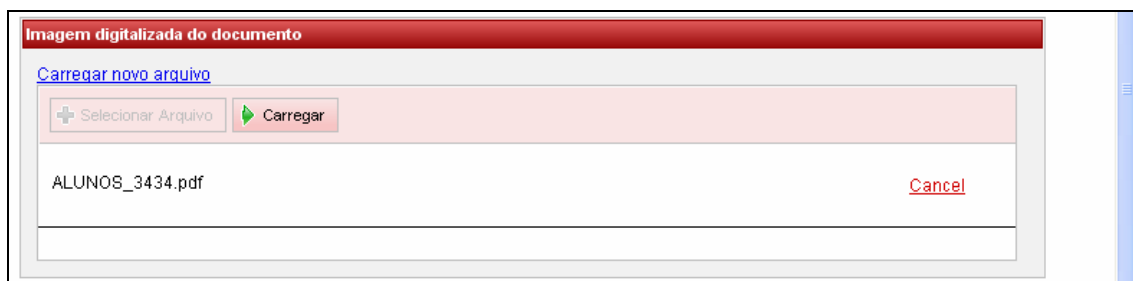 Imagem digitalizada do documento
Carregar novo arquivo
Selecionar Arquivo Carregar
ALUNOS_3434.pdf Cancel